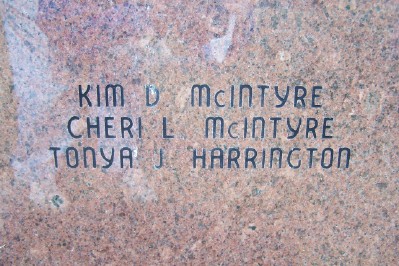 KIM D. McINTYRE
CHERI L. McINTYRE
TONYA J. HARRINGTON